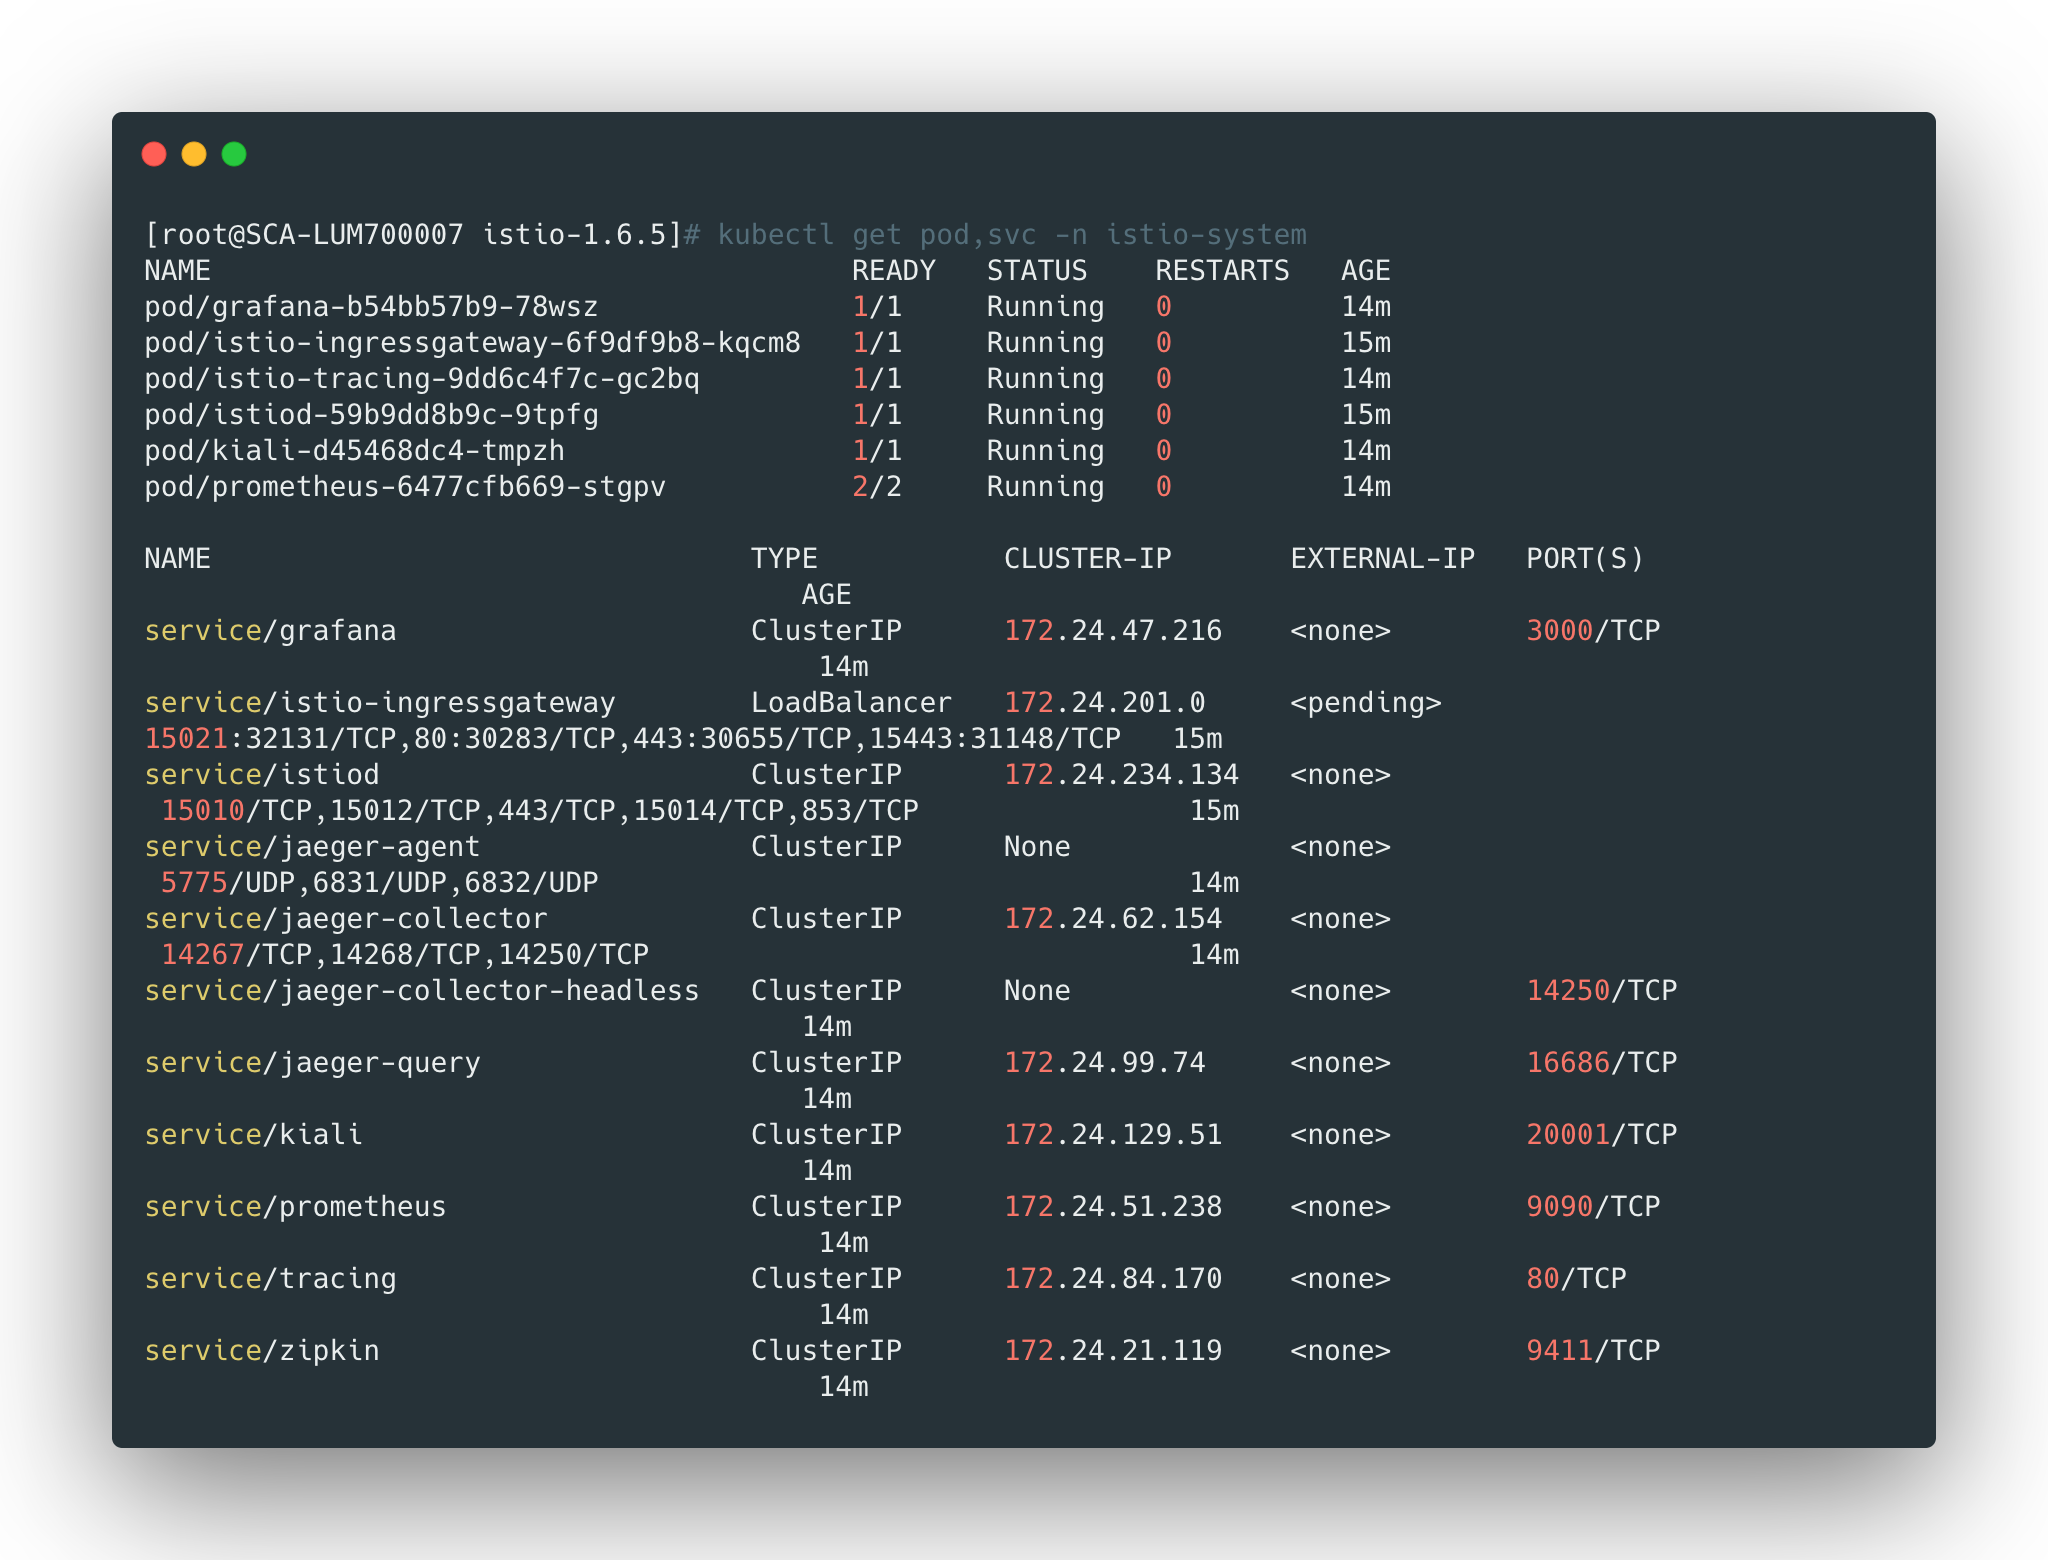 [root@SCA-LUM700007 istio-1.6.5]# kubectl get pod,svc -n istio-system
NAME                                      READY   STATUS    RESTARTS   AGE
pod/grafana-b54bb57b9-78wsz               1/1     Running   0          14m
pod/istio-ingressgateway-6f9df9b8-kqcm8   1/1     Running   0          15m
pod/istio-tracing-9dd6c4f7c-gc2bq         1/1     Running   0          14m
pod/istiod-59b9dd8b9c-9tpfg               1/1     Running   0          15m
pod/kiali-d45468dc4-tmpzh                 1/1     Running   0          14m
pod/prometheus-6477cfb669-stgpv           2/2     Running   0          14m

NAME                                TYPE           CLUSTER-IP       EXTERNAL-IP   PORT(S)
                                       AGE
service/grafana                     ClusterIP      172.24.47.216    <none>        3000/TCP
                                        14m
service/istio-ingressgateway        LoadBalancer   172.24.201.0     <pending>
15021:32131/TCP,80:30283/TCP,443:30655/TCP,15443:31148/TCP   15m
service/istiod                      ClusterIP      172.24.234.134   <none>
 15010/TCP,15012/TCP,443/TCP,15014/TCP,853/TCP                15m
service/jaeger-agent                ClusterIP      None             <none>
 5775/UDP,6831/UDP,6832/UDP                                   14m
service/jaeger-collector            ClusterIP      172.24.62.154    <none>
 14267/TCP,14268/TCP,14250/TCP                                14m
service/jaeger-collector-headless   ClusterIP      None             <none>        14250/TCP
                                       14m
service/jaeger-query                ClusterIP      172.24.99.74     <none>        16686/TCP
                                       14m
service/kiali                       ClusterIP      172.24.129.51    <none>        20001/TCP
                                       14m
service/prometheus                  ClusterIP      172.24.51.238    <none>        9090/TCP
                                        14m
service/tracing                     ClusterIP      172.24.84.170    <none>        80/TCP
                                        14m
service/zipkin                      ClusterIP      172.24.21.119    <none>        9411/TCP
                                        14m